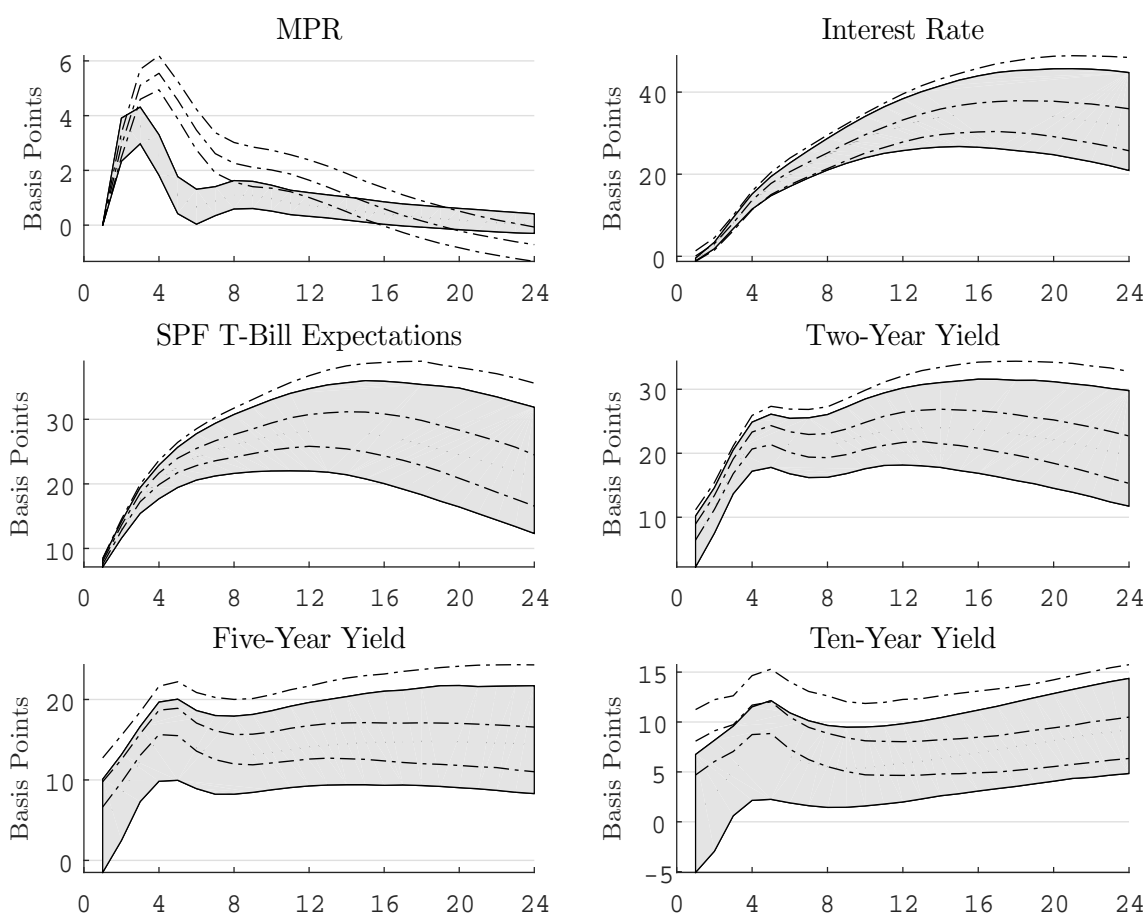 MPR
Basis Points
6
4
2
0
0 4 8 12 16 20 24
Interest Rate
Basis Points
40
20
0
0 4 8 12 16 20 24
SPF T-Bill Expectations
Basis Points
30
20
10
0 4 8 12 16 20 24
Two-Year Yield
Basis Points
30
20
10
0 4 8 12 16 20 24
Five-Year Yield
Basis Points
20
10
0
0 4 8 12 16 20 24
Ten-Year Yield
Basis Points
15
10
5
0
-5
0 4 8 12 16 20 24